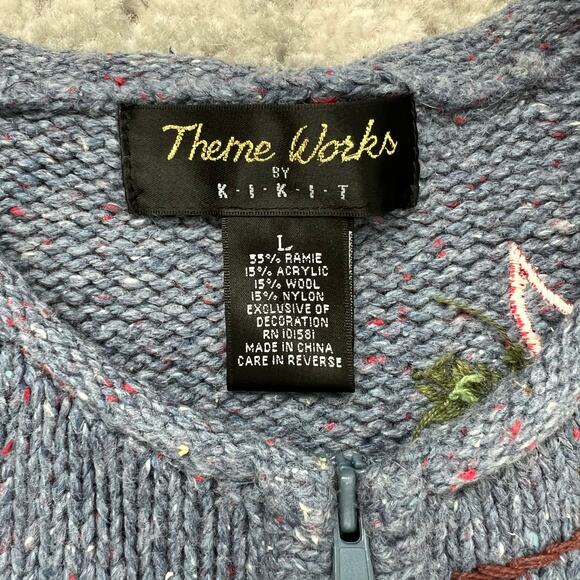 Theme Works
BY
K-I-K-I-T
L
55% RAMIE
15% ACRYLIC
15% WOOL
15% NYLON
EXCLUSIVE OF
DECORATION
RN 101581
MADE IN CHINA
CARE IN REVERSE